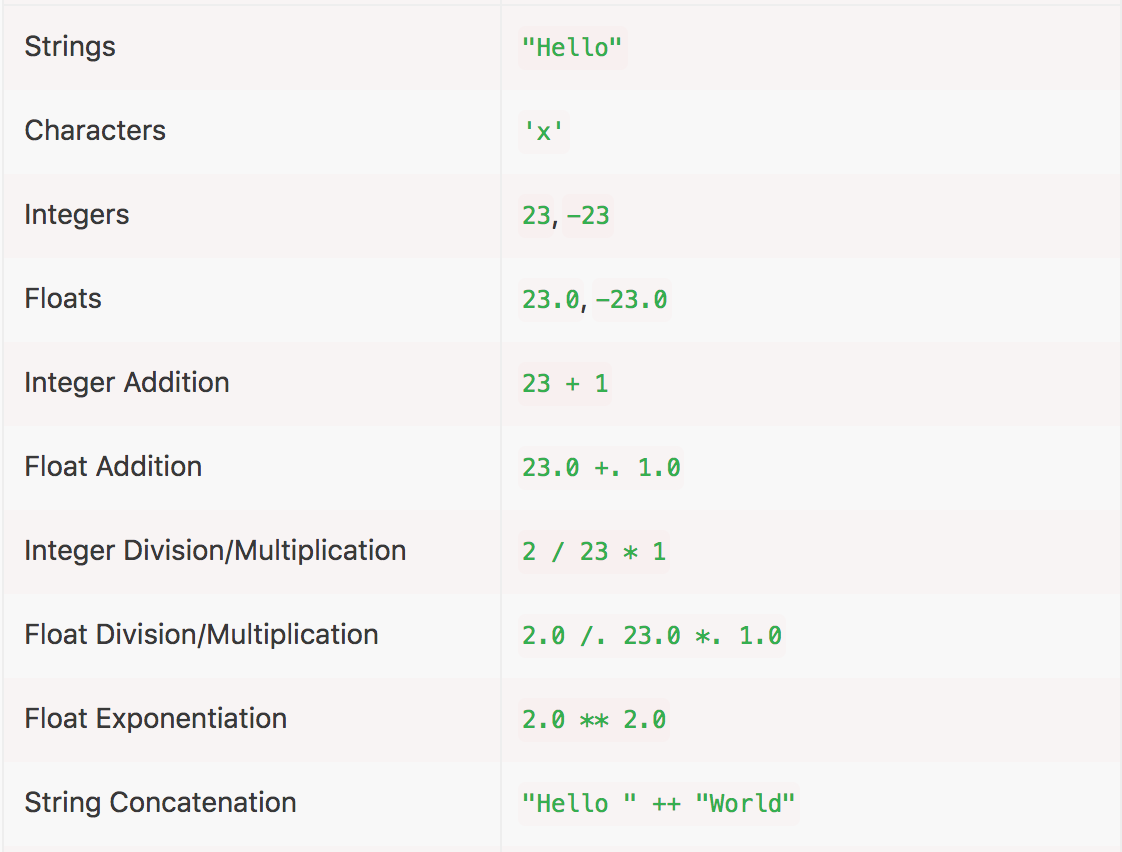 Strings "Hello"
Characters 'x'
Integers 23, -23
Floats 23.0, -23.0
Integer Addition 23 + 1
Float Addition 23.0 +. 1.0
Integer Division/Multiplication 2 / 23 * 1
Float Division/Multiplication 2.0 /. 23.0 *. 1.0
Float Exponentiation 2.0 ** 2.0
String Concatenation "Hello " ++ "World"